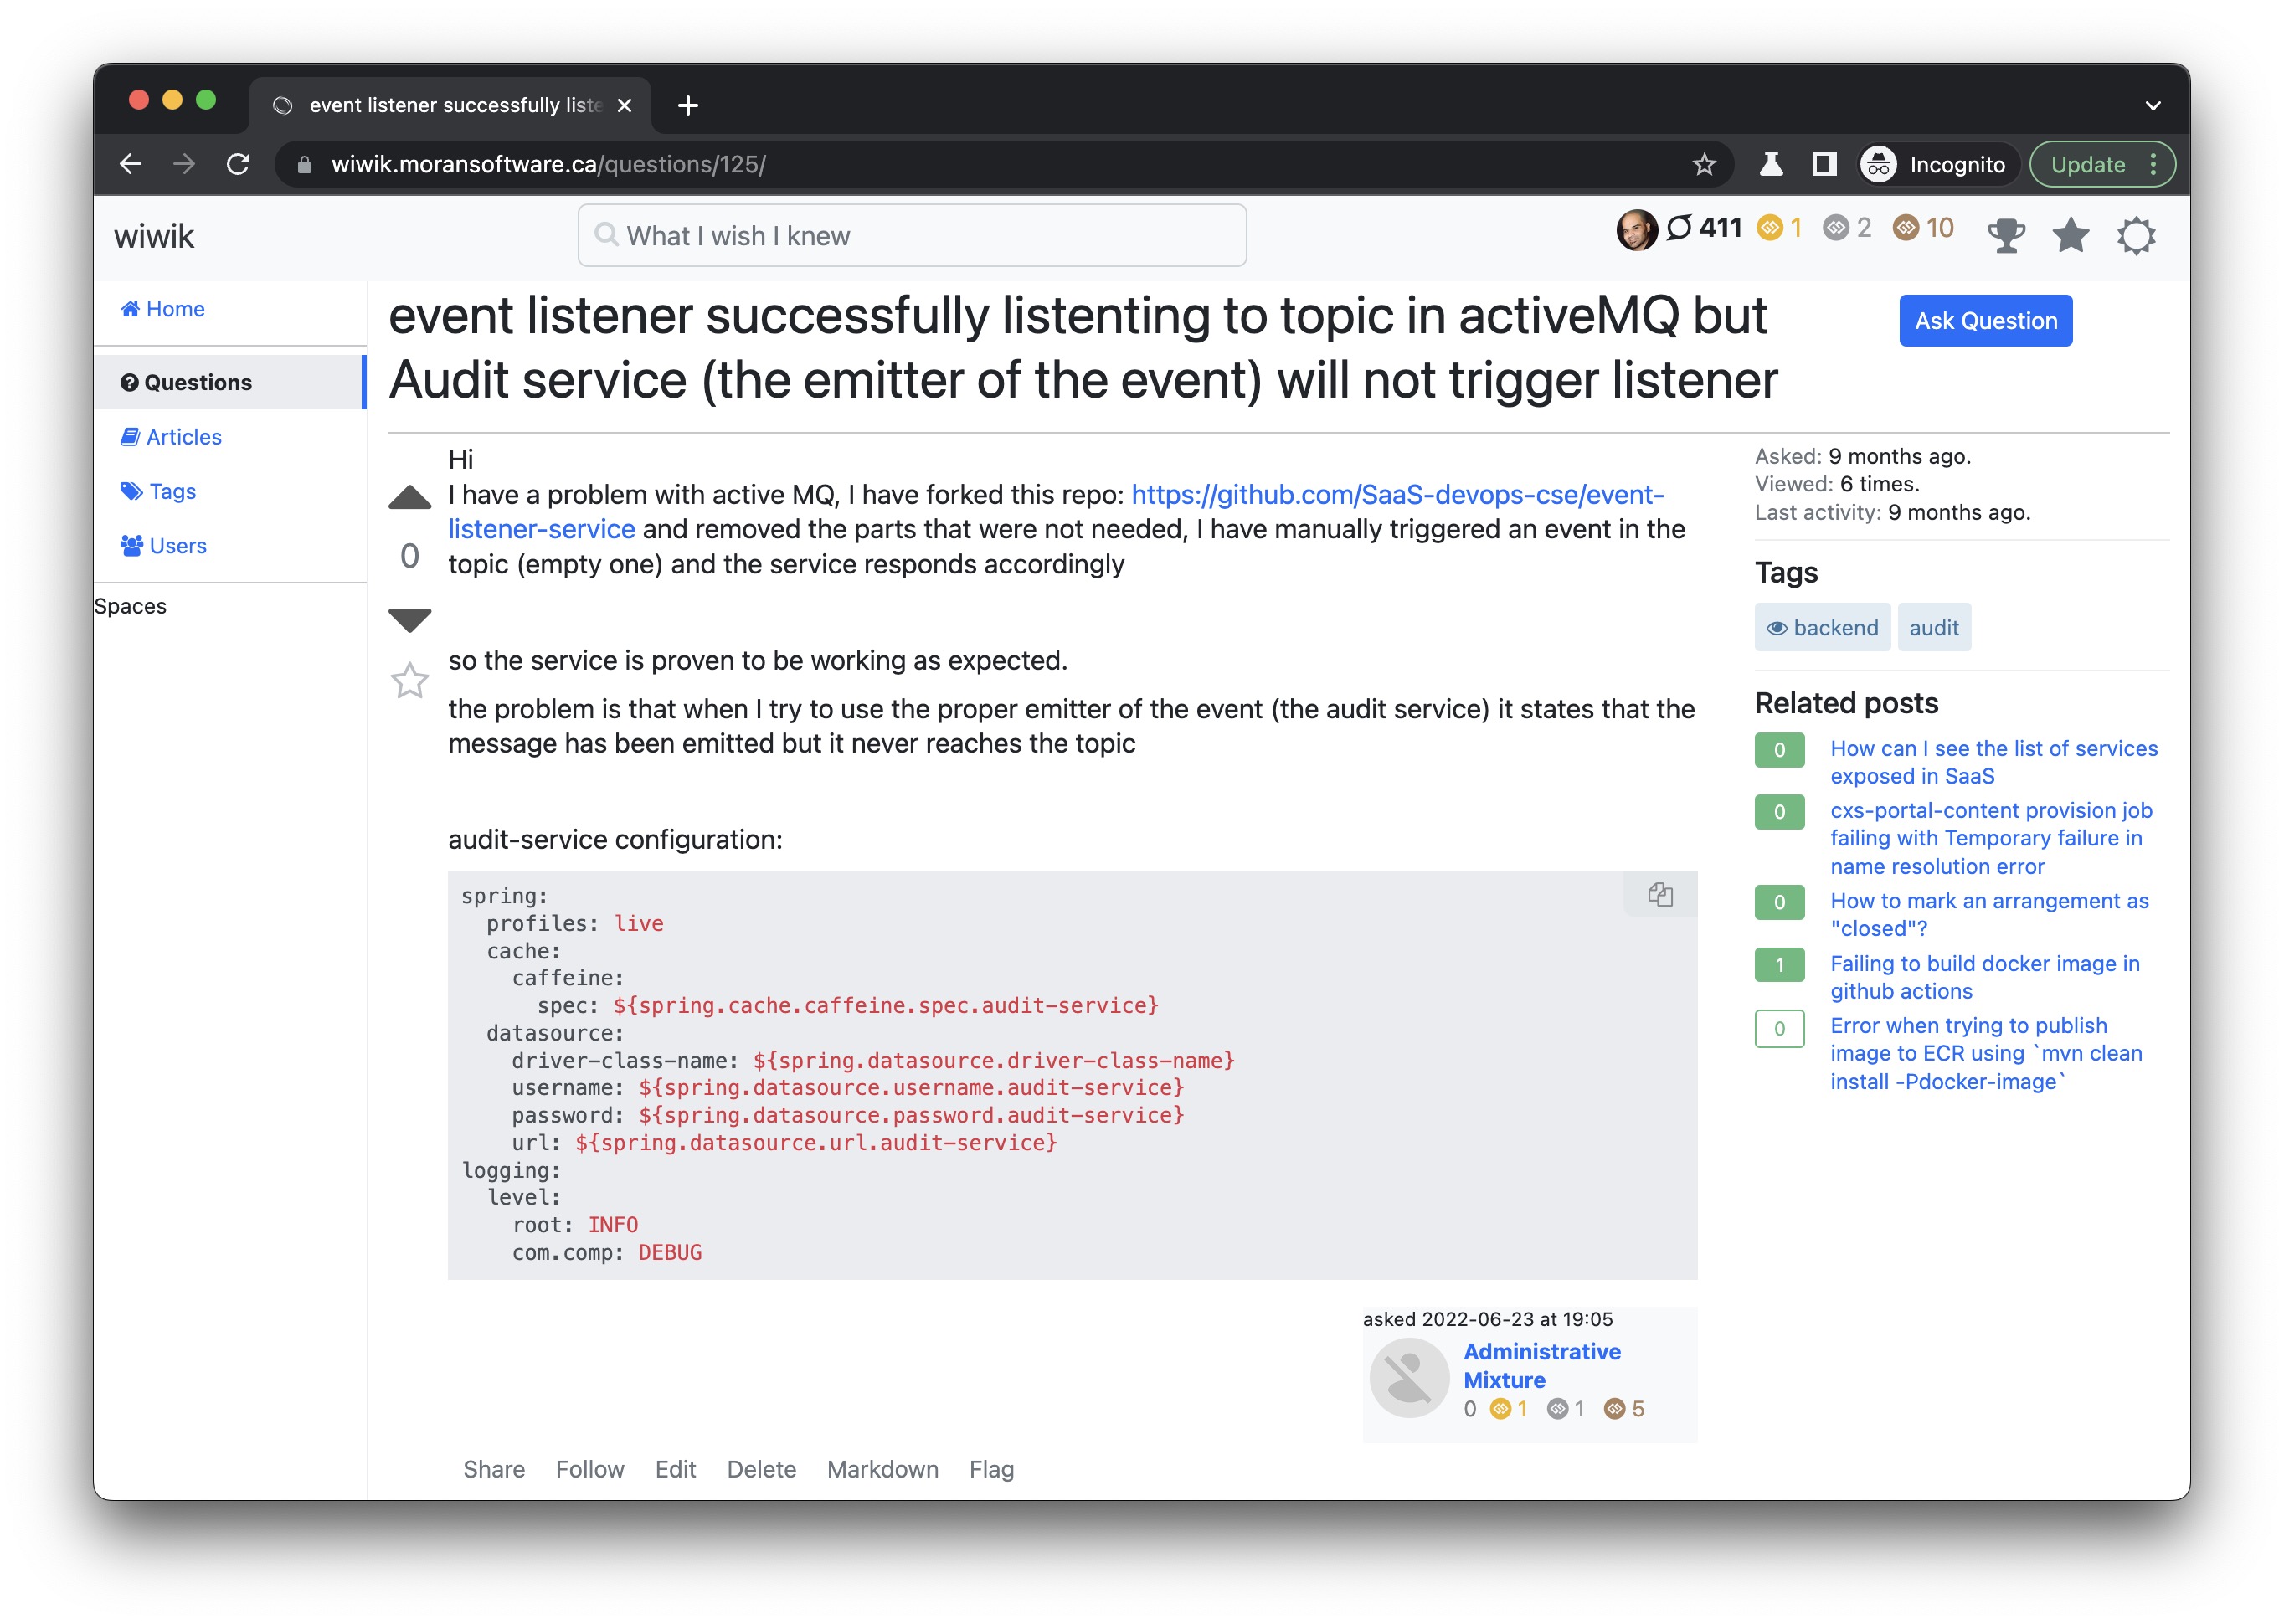 event listener successfully liste
wiwik.moransoftware.ca/questions/125/
Incognito
Update
wiwik
What I wish I knew
411 1 2 10
Home
Questions
Articles
Tags
Users
Spaces
event listener successfully listenting to topic in activeMQ but
Audit service (the emitter of the event) will not trigger listener
Ask Question
Hi
I have a problem with active MQ, I have forked this repo: https://github.com/SaaS-devops-cse/event-
listener-service and removed the parts that were not needed, I have manually triggered an event in the
topic (empty one) and the service responds accordingly
0
so the service is proven to be working as expected.
the problem is that when I try to use the proper emitter of the event (the audit service) it states that the
message has been emitted but it never reaches the topic
audit-service configuration:
spring:
  profiles: live
  cache:
    caffeine:
      spec: ${spring.cache.caffeine.spec.audit-service}
  datasource:
    driver-class-name: ${spring.datasource.driver-class-name}
    username: ${spring.datasource.username.audit-service}
    password: ${spring.datasource.password.audit-service}
    url: ${spring.datasource.url.audit-service}
logging:
  level:
    root: INFO
    com.comp: DEBUG
asked 2022-06-23 at 19:05
Administrative
Mixture
0 1 1 5
Share Follow Edit Delete Markdown Flag
Asked: 9 months ago.
Viewed: 6 times.
Last activity: 9 months ago.
Tags
backend audit
Related posts
0 How can I see the list of services
exposed in SaaS
0 cxs-portal-content provision job
failing with Temporary failure in
name resolution error
0 How to mark an arrangement as
"closed"?
1 Failing to build docker image in
github actions
0 Error when trying to publish
image to ECR using `mvn clean
install -Pdocker-image`